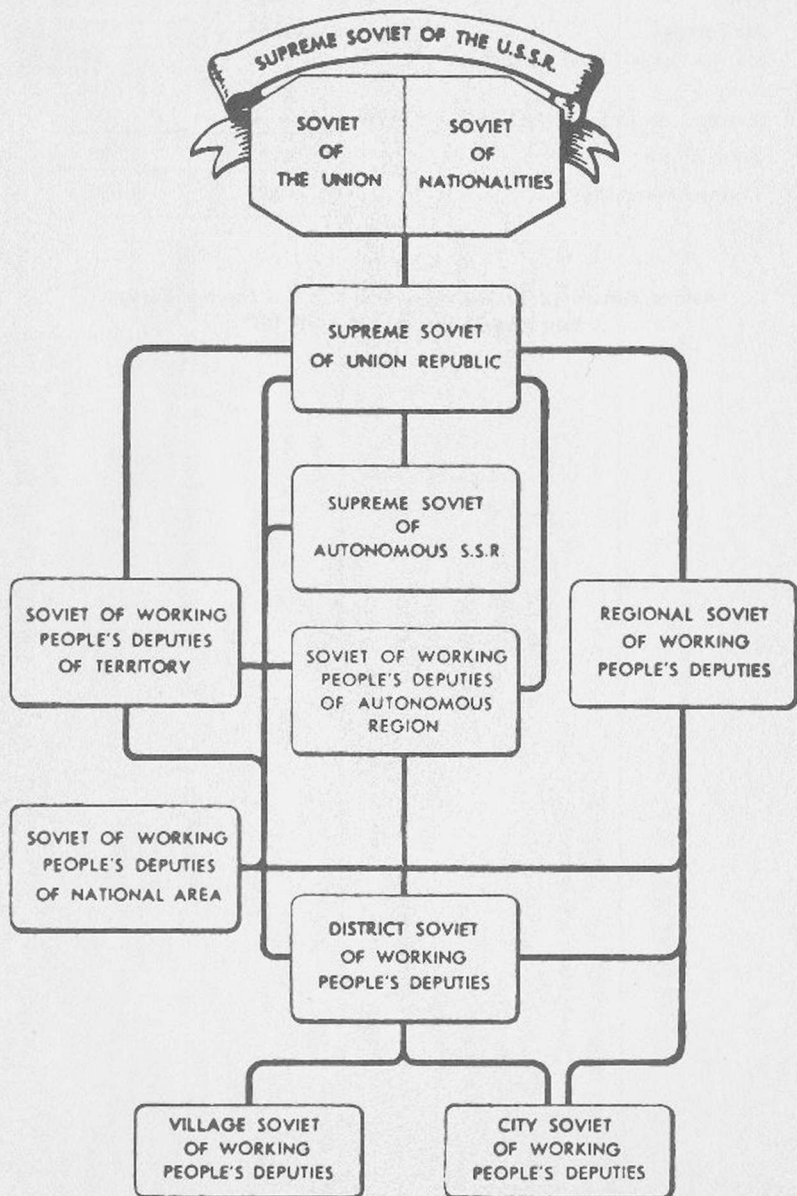 SUPREME SOVIET OF THE U.S.S.R.
SOVIET
OF
THE UNION
SOVIET
OF
NATIONALITIES
SUPREME SOVIET
OF UNION REPUBLIC
SUPREME SOVIET
OF
AUTONOMOUS S.S.R
SOVIET OF WORKING
PEOPLE'S DEPUTIES
OF TERRITORY
SOVIET OF WORKING
PEOPLE'S DEPUTIES
OF AUTONOMOUS
REGION
REGIONAL SOVIET
OF WORKING
PEOPLE'S DEPUTIES
SOVIET OF WORKING
PEOPLE'S DEPUTIES
OF NATIONAL AREA
DISTRICT SOVIET
OF WORKING
PEOPLE'S DEPUTIES
VILLAGE SOVIET
OF WORKING
PEOPLE'S DEPUTIES
CITY SOVIET
OF WORKING
PEOPLE'S DEPUTIES